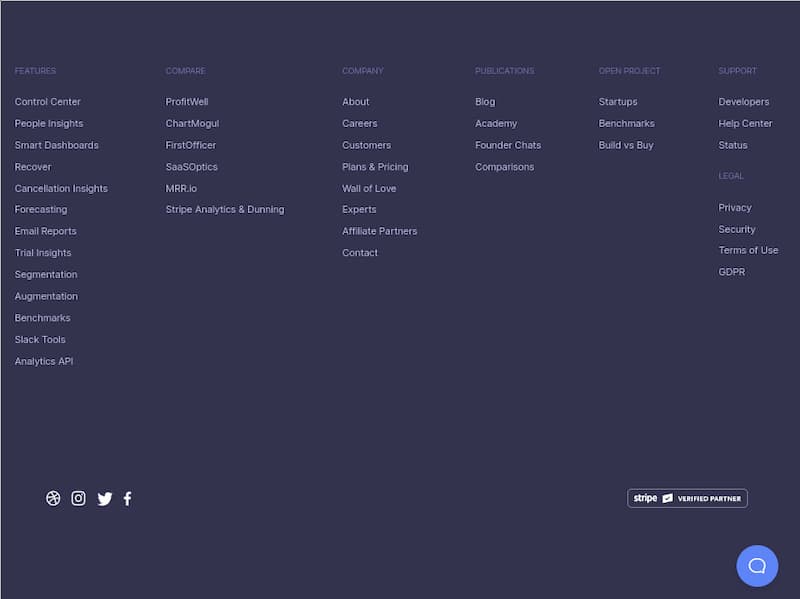 FEATURES
Control Center
People Insights
Smart Dashboards
Recover
Cancellation Insights
Forecasting
Email Reports
Trial Insights
Segmentation
Augmentation
Benchmarks
Slack Tools
Analytics API
COMPARE
ProfitWell
ChartMogul
FirstOfficer
SaaSOptics
MRR.io
Stripe Analytics & Dunning
COMPANY
About
Careers
Customers
Plans & Pricing
Wall of Love
Experts
Affiliate Partners
Contact
PUBLICATIONS
Blog
Academy
Founder Chats
Comparisons
OPEN PROJECT
Startups
Benchmarks
Build vs Buy
SUPPORT
Developers
Help Center
Status
LEGAL
Privacy
Security
Terms of Use
GDPR
stripe VERIFIED PARTNER